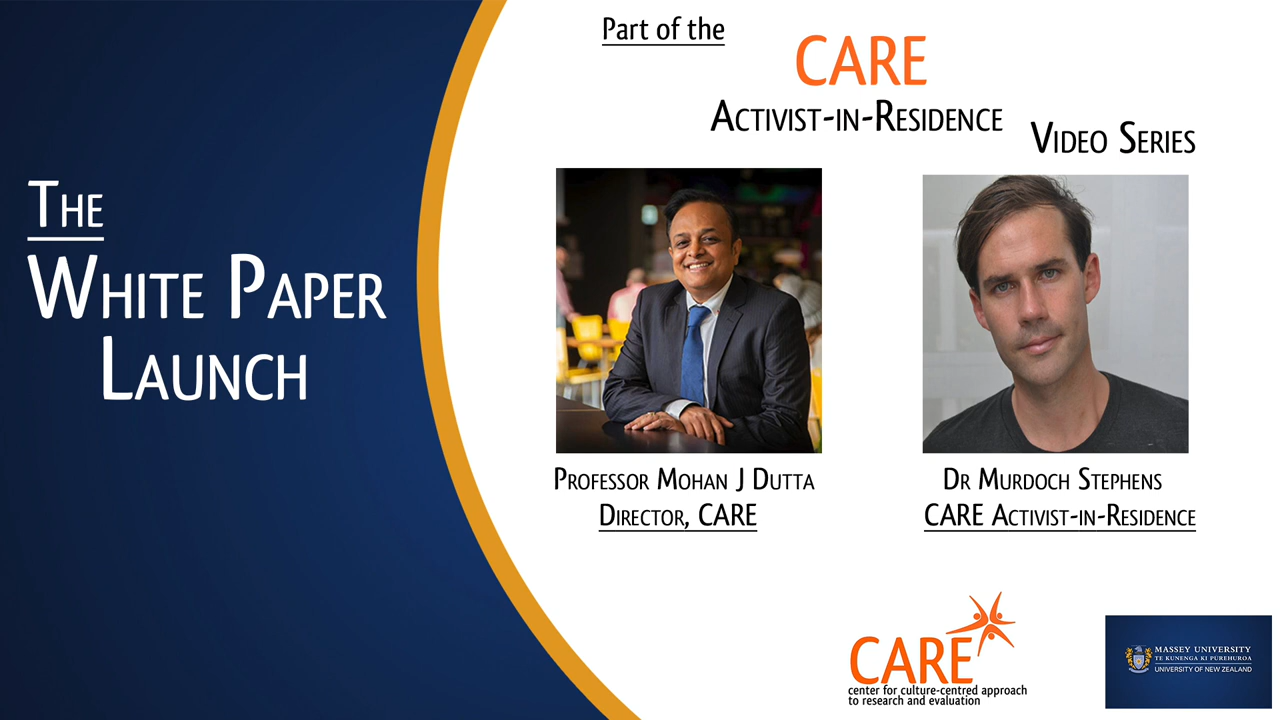 The
White Paper
Launch
Part of the
CARE
Activist-in-Residence
Video Series
Professor Mohan J Dutta
Director, CARE
Dr Murdoch Stephens
CARE Activist-in-Residence
CARE
center for culture-centred approach
to research and evaluation
MASSEY UNIVERSITY
TE KUNENGA KI PŪREHUROA
UNIVERSITY OF NEW ZEALAND